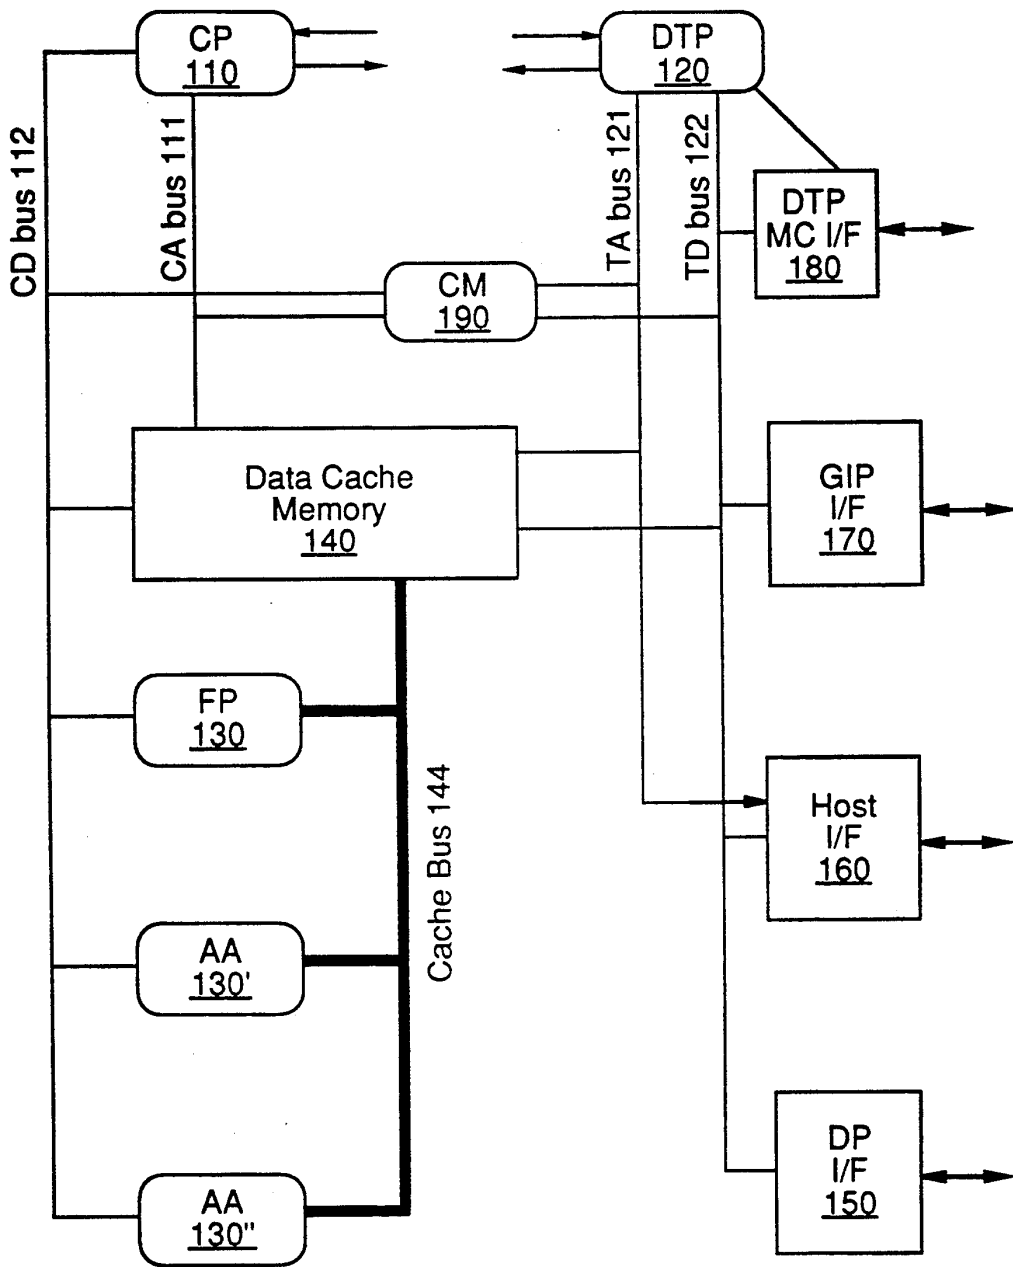 CP
110
DTP
120
CD bus 112
CA bus 111
TA bus 121
TD bus 122
DTP
MC I/F
180
CM
190
Data Cache
Memory
140
GIP
I/F
170
FP
130
Cache Bus 144
Host
I/F
160
AA
130'
DP
I/F
150
AA
130"